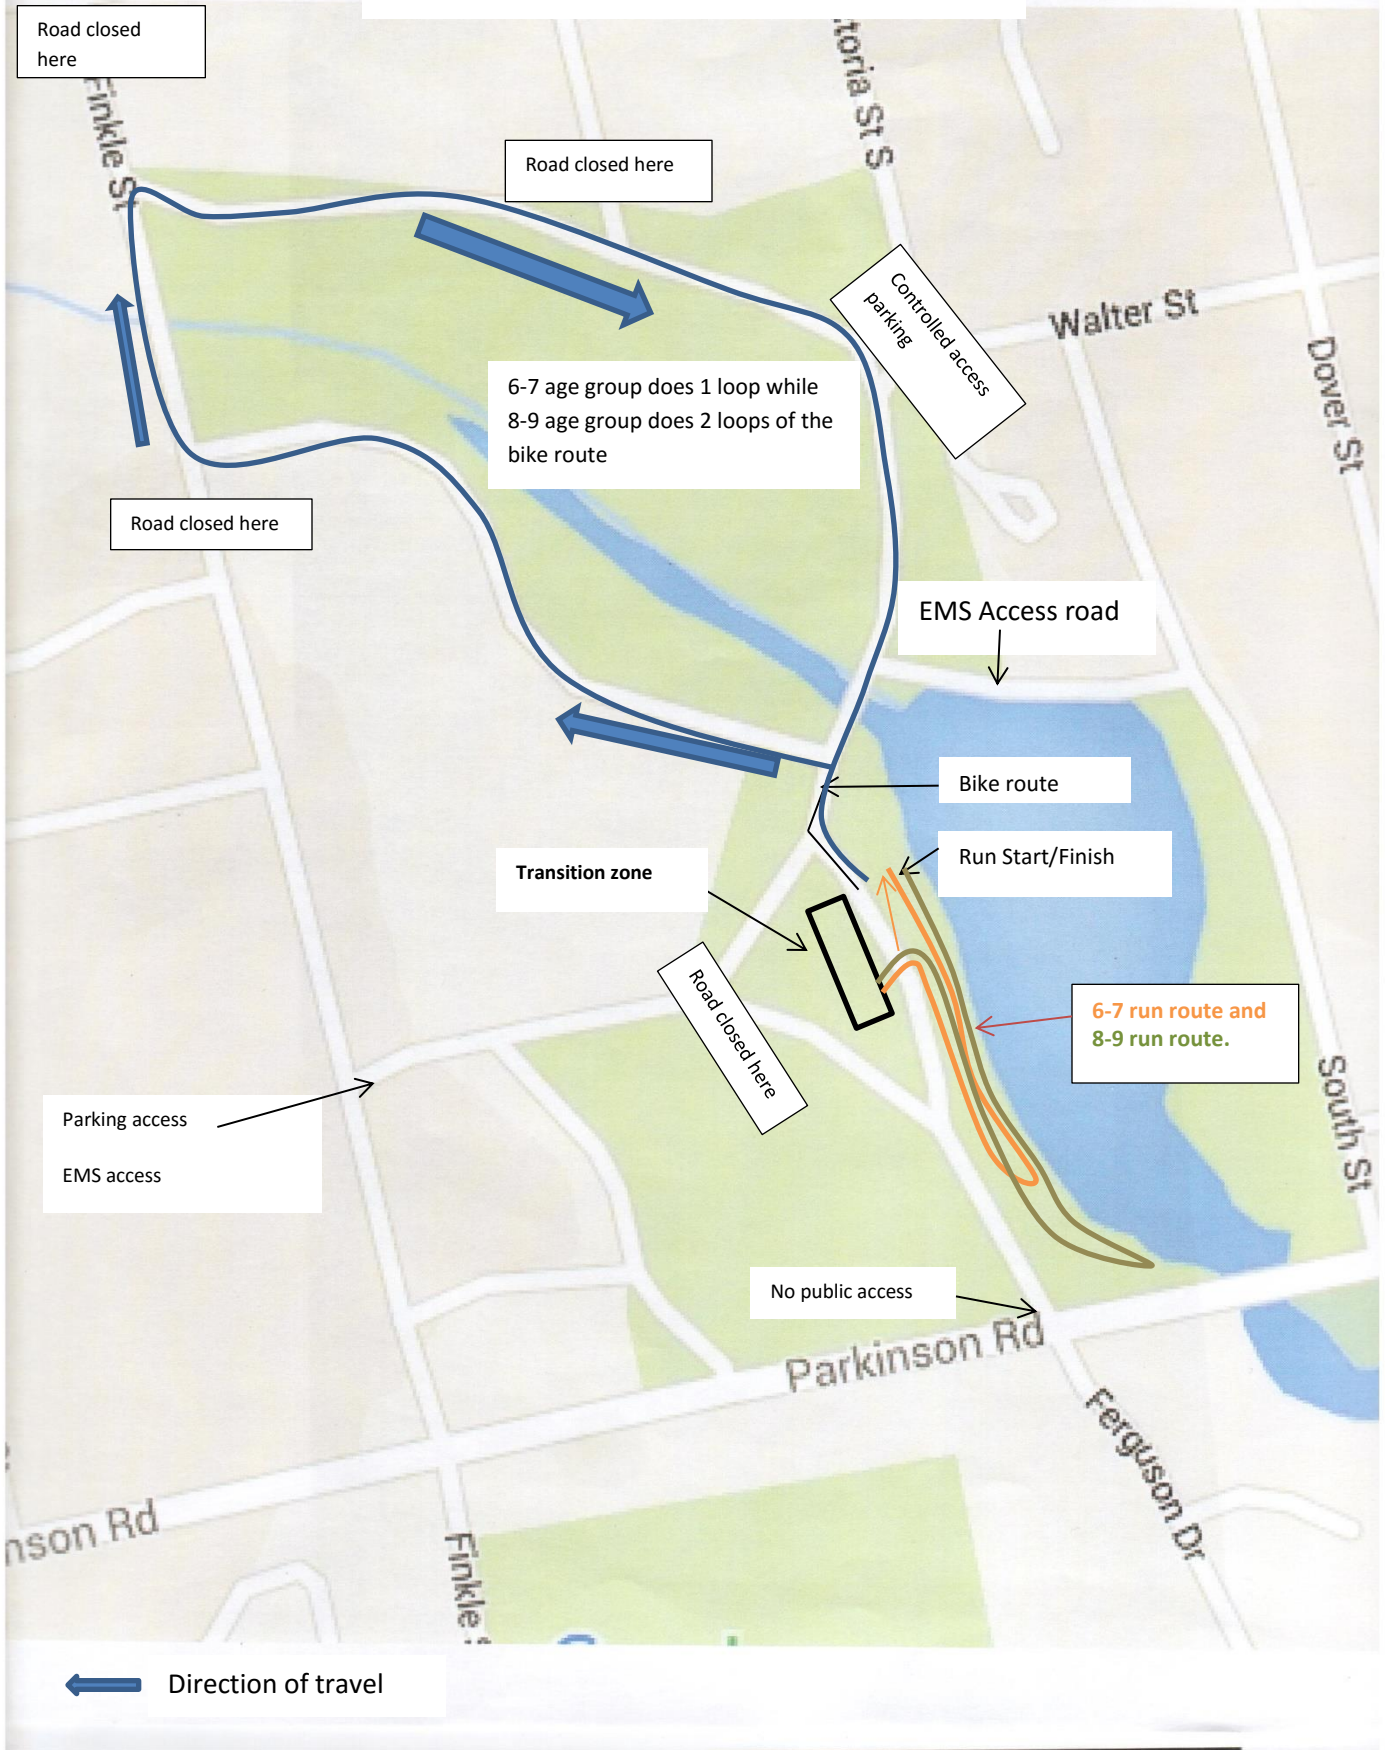 Road closed
here
Finkle St
toria St S
Road closed here
Controlled access
parking
Walter St
Dover St
6-7 age group does 1 loop while
8-9 age group does 2 loops of the
bike route
Road closed here
EMS Access road
Bike route
Run Start/Finish
Transition zone
Road closed here
6-7 run route and
8-9 run route.
South St
Parking access
EMS access
No public access
Parkinson Rd
Ferguson Dr
nson Rd
Finkle
Direction of travel